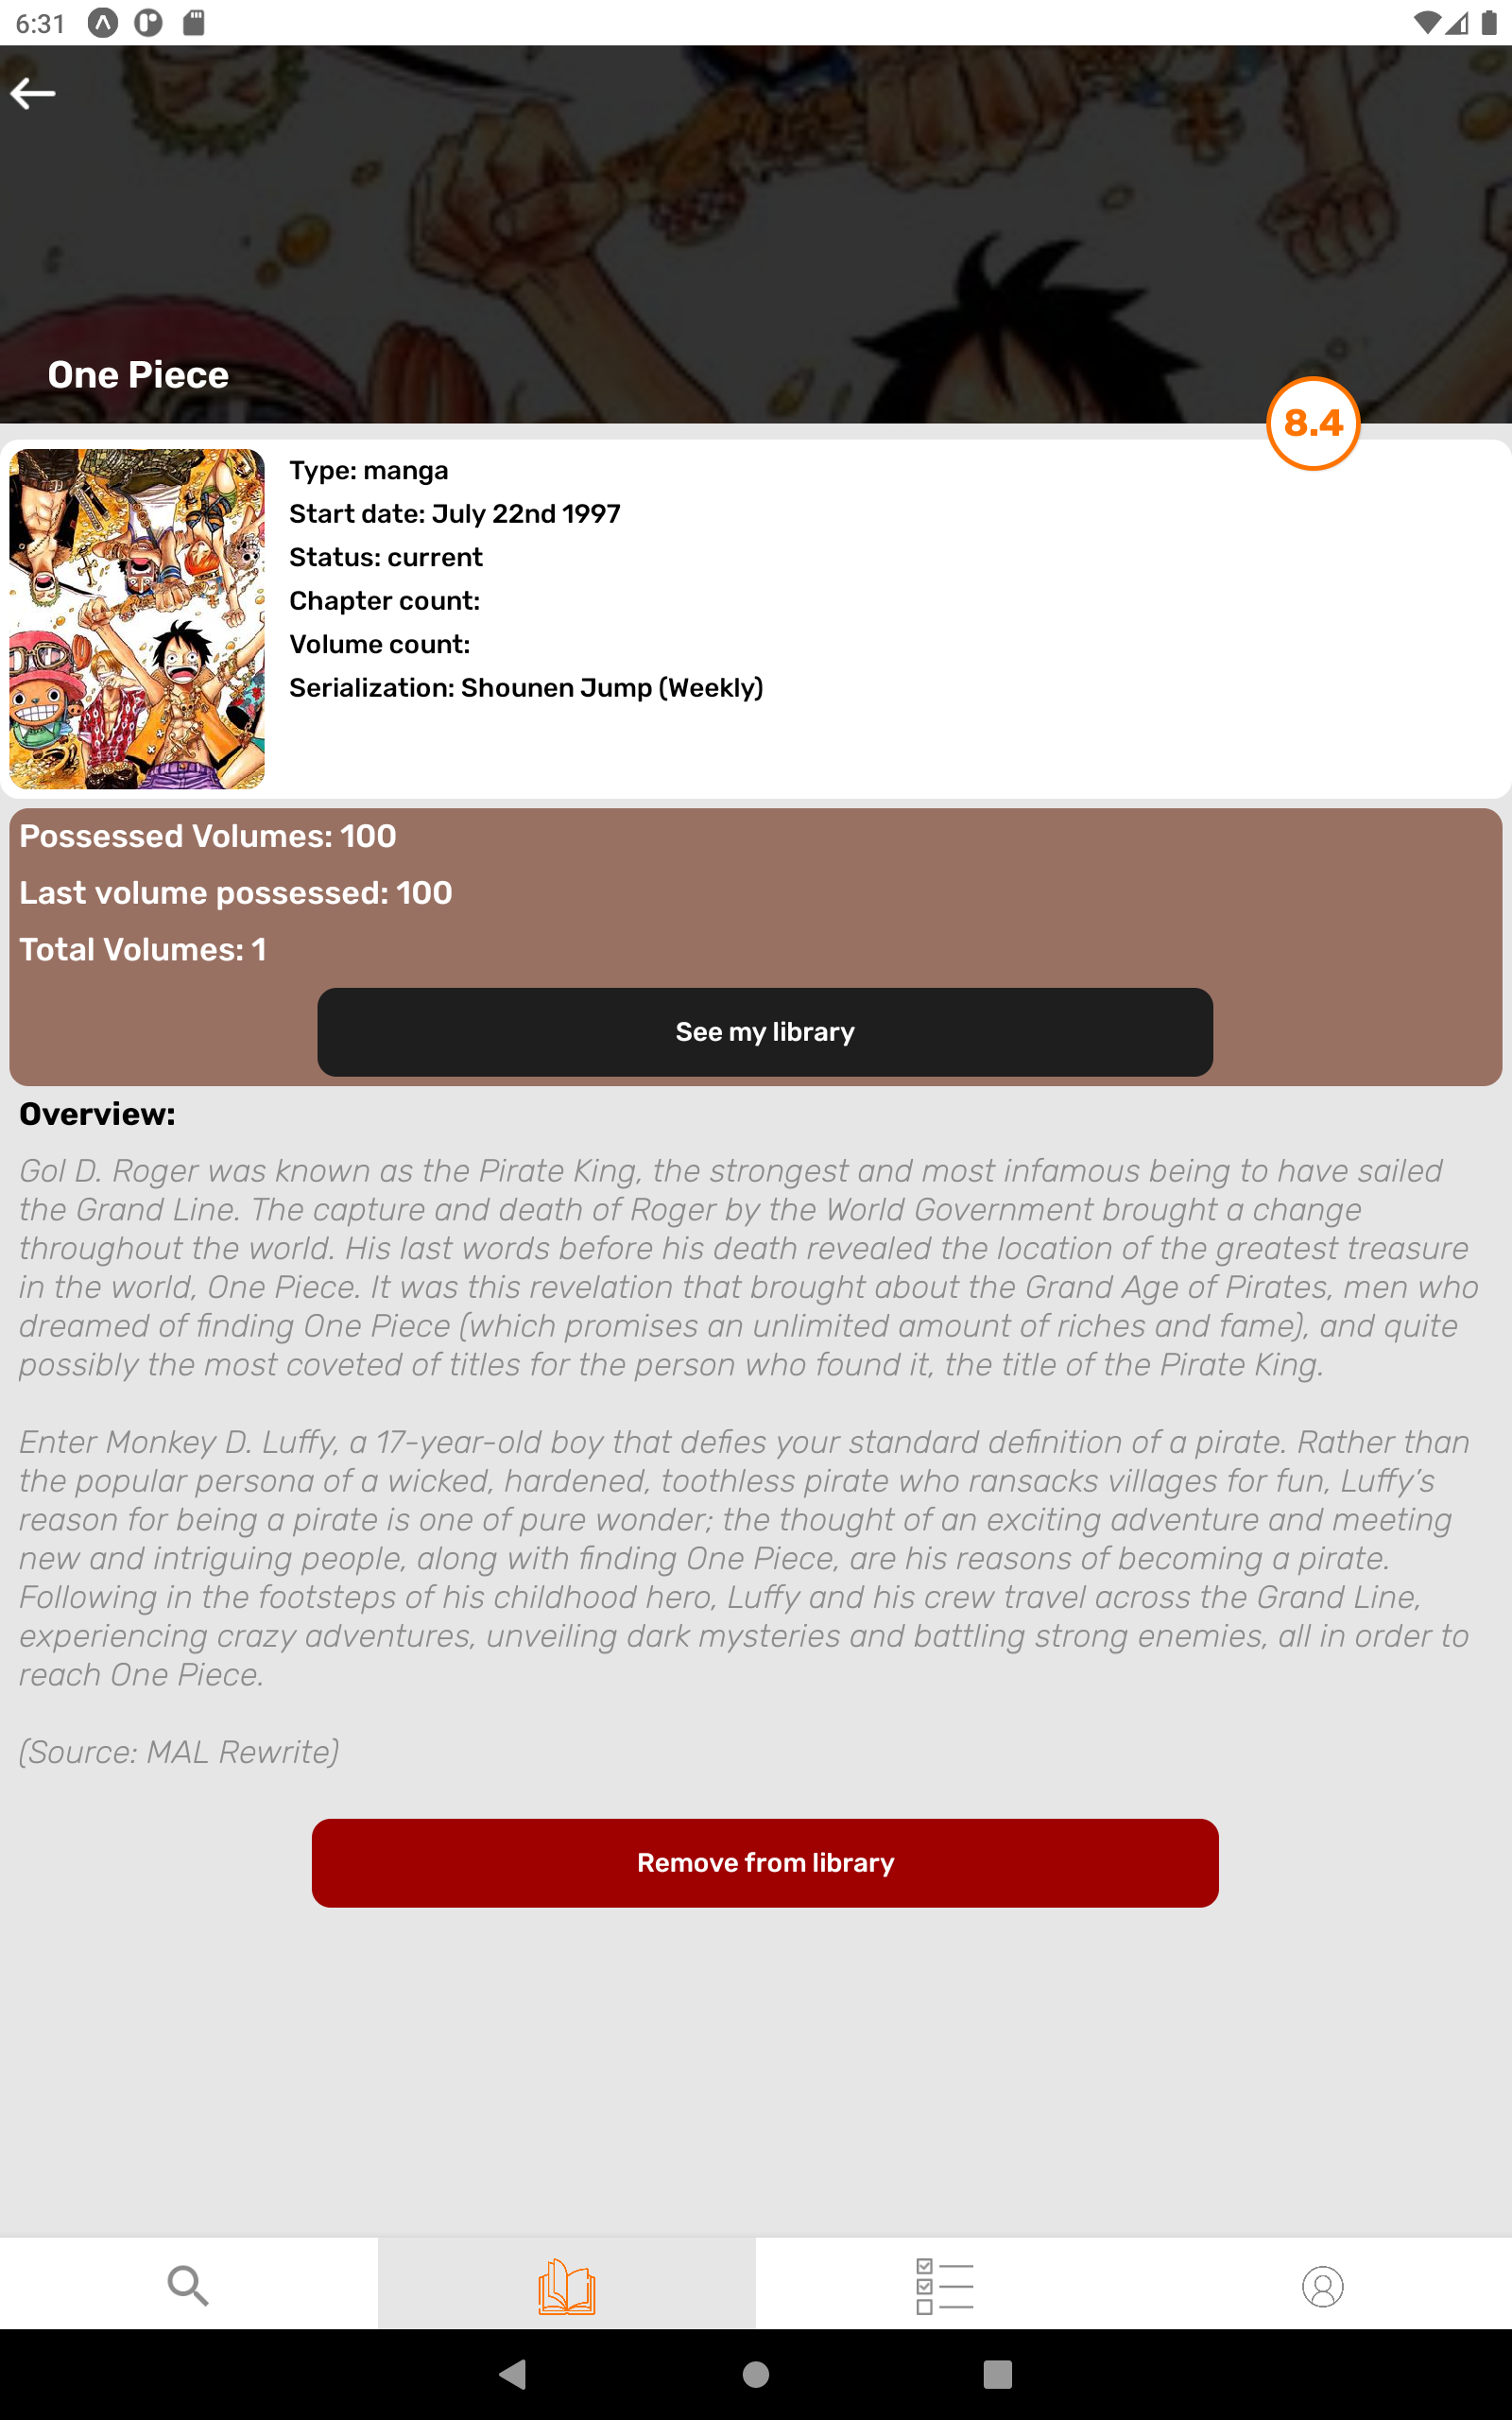 6:31
One Piece
8.4
Type: manga
Start date: July 22nd 1997
Status: current
Chapter count:
Volume count:
Serialization: Shounen Jump (Weekly)
Possessed Volumes: 100
Last volume possessed: 100
Total Volumes: 1
See my library
Overview:
Gol D. Roger was known as the Pirate King, the strongest and most infamous being to have sailed
the Grand Line. The capture and death of Roger by the World Government brought a change
throughout the world. His last words before his death revealed the location of the greatest treasure
in the world, One Piece. It was this revelation that brought about the Grand Age of Pirates, men who
dreamed of finding One Piece (which promises an unlimited amount of riches and fame), and quite
possibly the most coveted of titles for the person who found it, the title of the Pirate King.
Enter Monkey D. Luffy, a 17-year-old boy that defies your standard definition of a pirate. Rather than
the popular persona of a wicked, hardened, toothless pirate who ransacks villages for fun, Luffy’s
reason for being a pirate is one of pure wonder; the thought of an exciting adventure and meeting
new and intriguing people, along with finding One Piece, are his reasons of becoming a pirate.
Following in the footsteps of his childhood hero, Luffy and his crew travel across the Grand Line,
experiencing crazy adventures, unveiling dark mysteries and battling strong enemies, all in order to
reach One Piece.
(Source: MAL Rewrite)
Remove from library